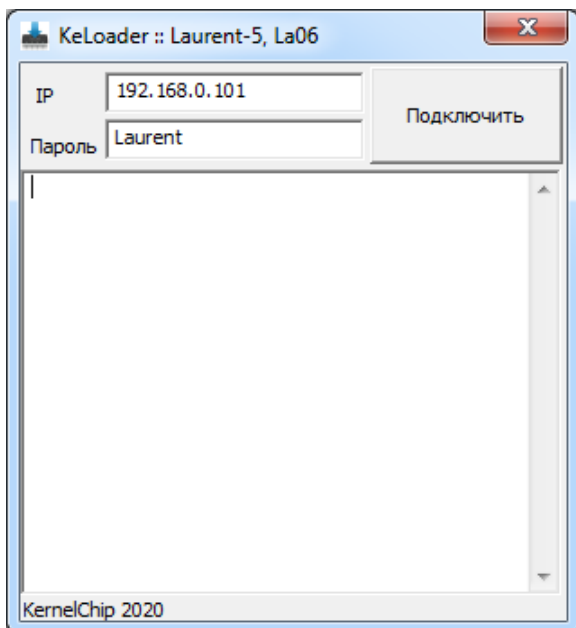 KeLoader :: Laurent-5, La06
IP 192.168.0.101
Подключить
Пароль Laurent
KernelChip 2020